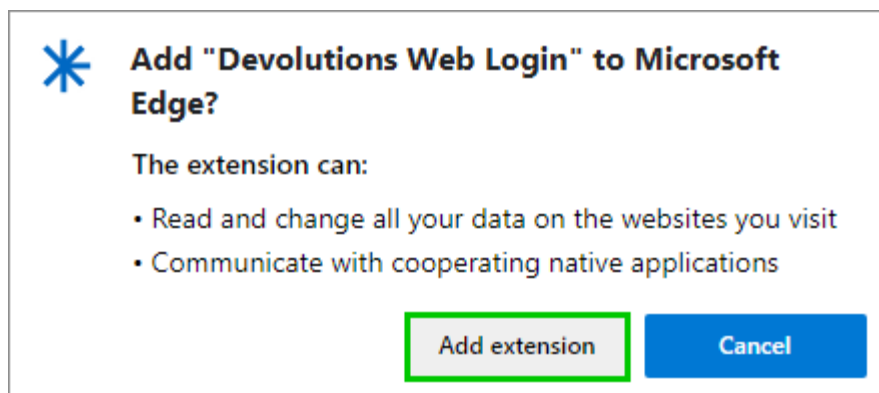 Add "Devolutions Web Login" to Microsoft
Edge?
The extension can:
• Read and change all your data on the websites you visit
• Communicate with cooperating native applications
Add extension
Cancel